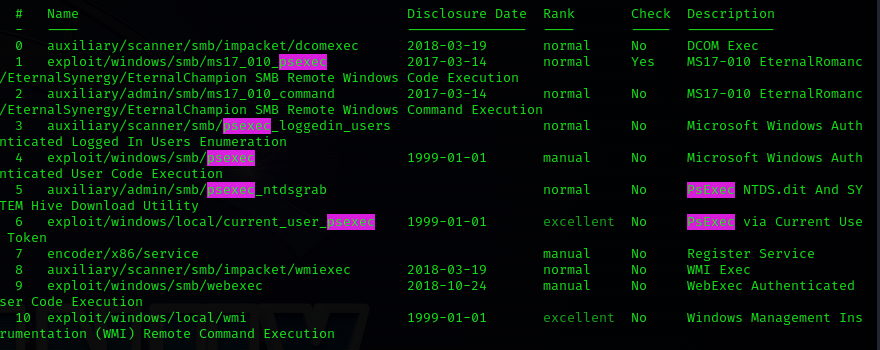 #   Name                                         Disclosure Date  Rank       Check  Description
-   ----                                         ---------------  ----       -----  -----------
0   auxiliary/scanner/smb/impacket/dcomexec      2018-03-19       normal     No     DCOM Exec
1   exploit/windows/smb/ms17_010_psexec          2017-03-14       normal     Yes    MS17-010 EternalRomanc
/EternalSynergy/EternalChampion SMB Remote Windows Code Execution
2   auxiliary/admin/smb/ms17_010_command         2017-03-14       normal     No     MS17-010 EternalRomanc
/EternalSynergy/EternalChampion SMB Remote Windows Command Execution
3   auxiliary/scanner/smb/psexec_loggedin_users                   normal     No     Microsoft Windows Auth
nticated Logged In Users Enumeration
4   exploit/windows/smb/psexec                   1999-01-01       manual     No     Microsoft Windows Auth
nticated User Code Execution
5   auxiliary/admin/smb/psexec_ntdsgrab                           normal     No     PsExec NTDS.dit And SY
TEM Hive Download Utility
6   exploit/windows/local/current_user_psexec    1999-01-01       excellent  No     PsExec via Current Use
Token
7   encoder/x86/service                                           manual     No     Register Service
8   auxiliary/scanner/smb/impacket/wmiexec       2018-03-19       normal     No     WMI Exec
9   exploit/windows/smb/webexec                  2018-10-24       manual     No     WebExec Authenticated
ser Code Execution
10  exploit/windows/local/wmi                    1999-01-01       excellent  No     Windows Management Ins
rumentation (WMI) Remote Command Execution